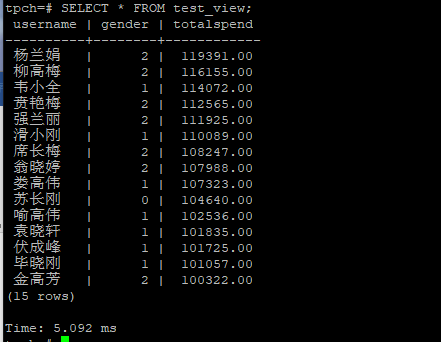 tpch=# SELECT * FROM test_view;
username | gender | totalspend
----------+--------+------------
杨兰娟 | 2 | 119391.00
柳高梅 | 2 | 116155.00
韦小全 | 1 | 114072.00
贲艳梅 | 2 | 112565.00
强兰丽 | 2 | 111925.00
滑小刚 | 1 | 110089.00
席长梅 | 2 | 108247.00
翁晓婷 | 2 | 107988.00
娄高伟 | 1 | 107323.00
苏长刚 | 0 | 104640.00
喻高伟 | 1 | 102536.00
袁晓轩 | 1 | 101835.00
伏成峰 | 1 | 101725.00
毕晓刚 | 1 | 101057.00
金高芳 | 2 | 100322.00
(15 rows)
Time: 5.092 ms